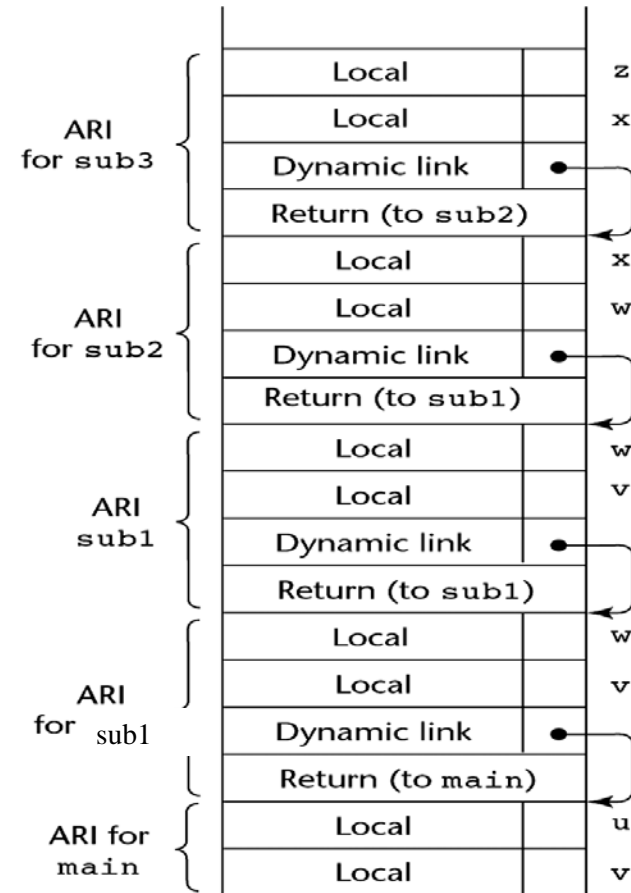 Local z
Local x
ARI
for sub3
Dynamic link
Return (to sub2)
Local x
Local w
ARI
for sub2
Dynamic link
Return (to sub1)
Local w
Local v
ARI
sub1
Dynamic link
Return (to sub1)
Local w
Local v
ARI
for sub1
Dynamic link
Return (to main)
Local u
ARI for
main
Local v